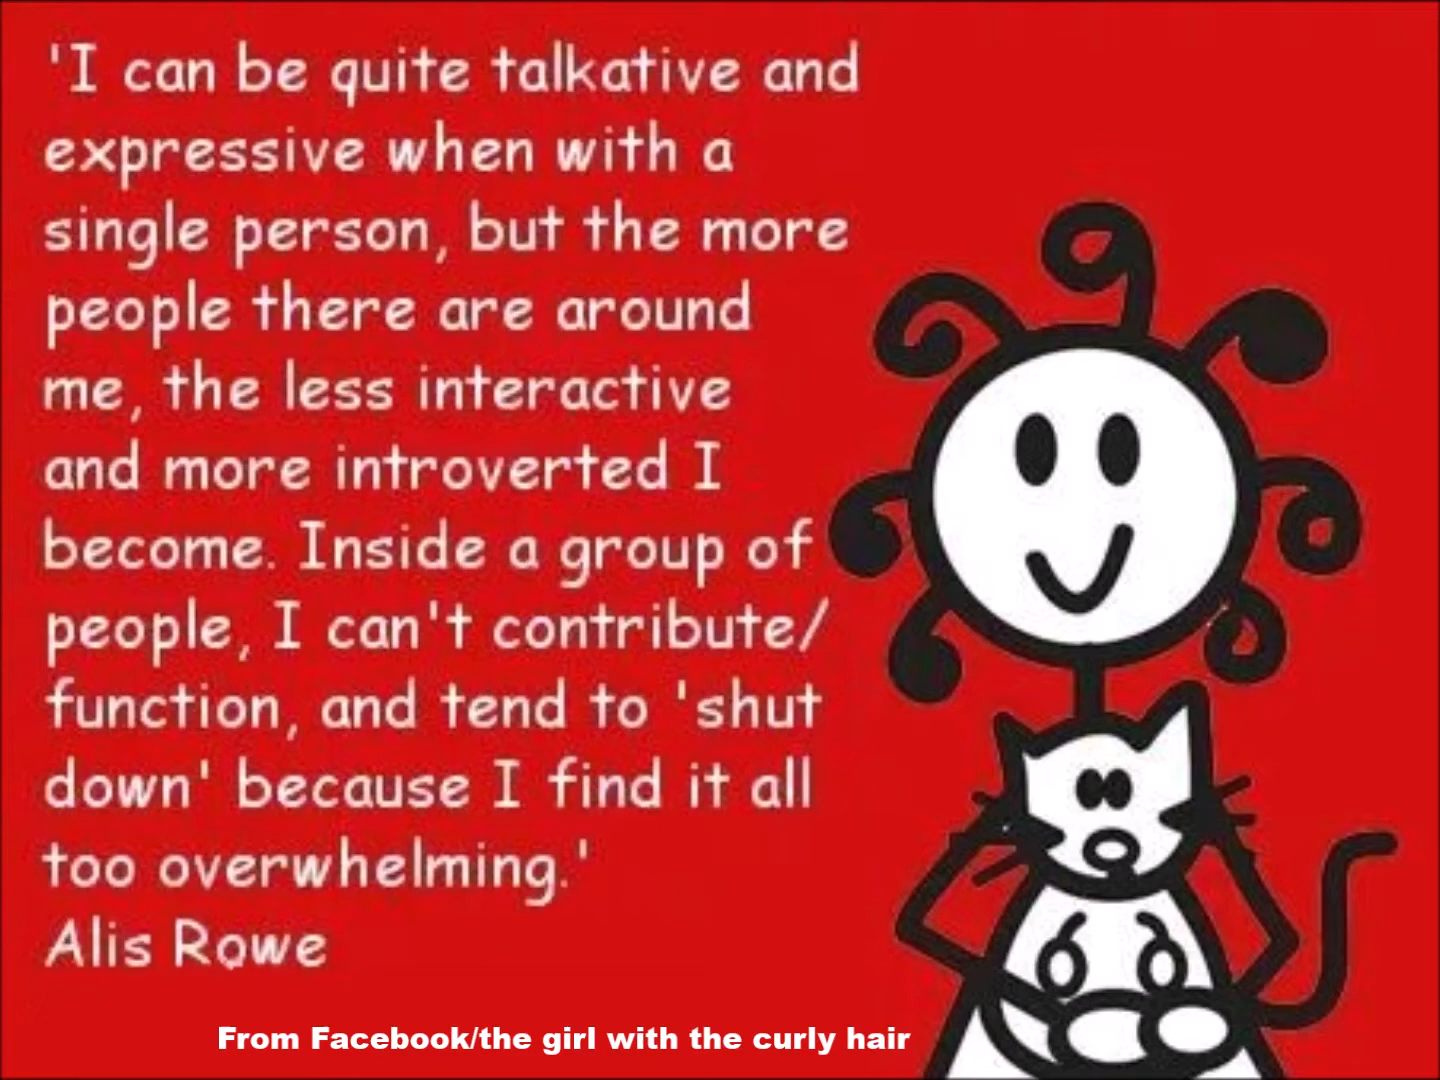 'I can be quite talkative and
expressive when with a
single person, but the more
people there are around
me, the less interactive
and more introverted I
become. Inside a group of
people, I can't contribute/
function, and tend to 'shut
down' because I find it all
too overwhelming.'
Alis Rowe
From Facebook/the girl with the curly hair